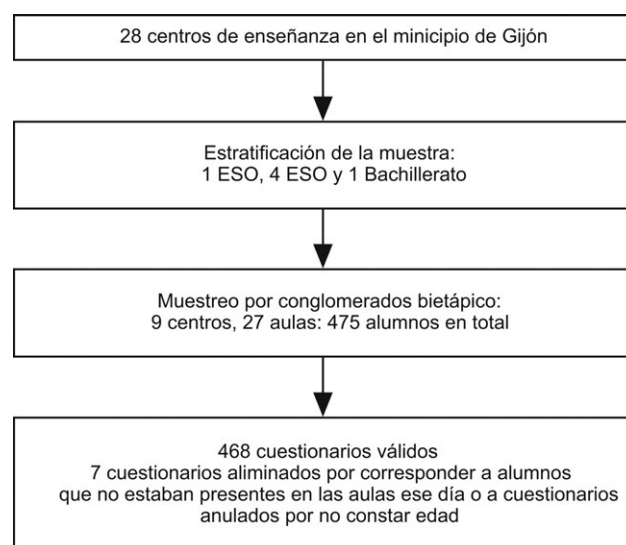 28 centros de enseñanza en el minicipio de Gijón
Estratificación de la muestra:
1 ESO, 4 ESO y 1 Bachillerato
Muestreo por conglomerados bietápico:
9 centros, 27 aulas: 475 alumnos en total
468 cuestionarios válidos
7 cuestionarios aliminados por corresponder a alumnos
que no estaban presentes en las aulas ese día o a cuestionarios
anulados por no constar edad